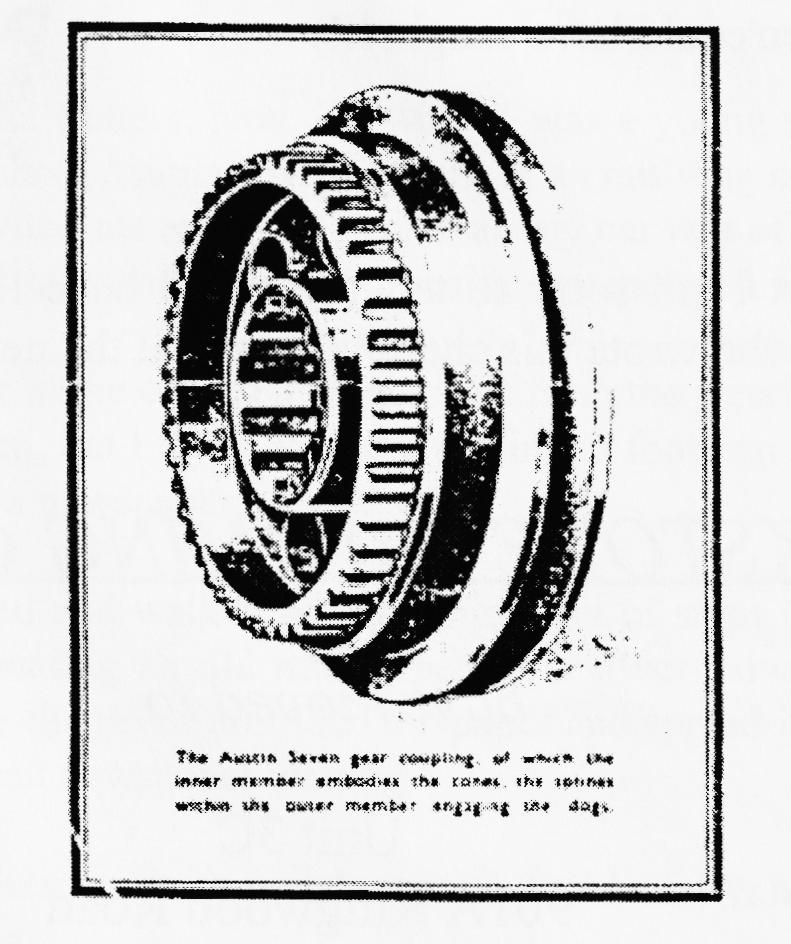 The Austin Seven gear coupling, of which the
inner member embodies the cones, the splines
within the outer member engaging the dogs.